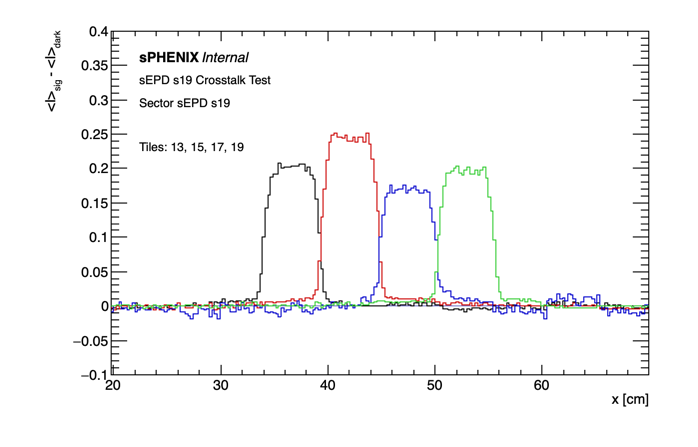 <I>sig - <I>dark
0.4
0.35
0.3
0.25
0.2
0.15
0.1
0.05
0
−0.05
−0.1
sPHENIX Internal
sEPD s19 Crosstalk Test
Sector sEPD s19
Tiles: 13, 15, 17, 19
20 30 40 50 60
x [cm]